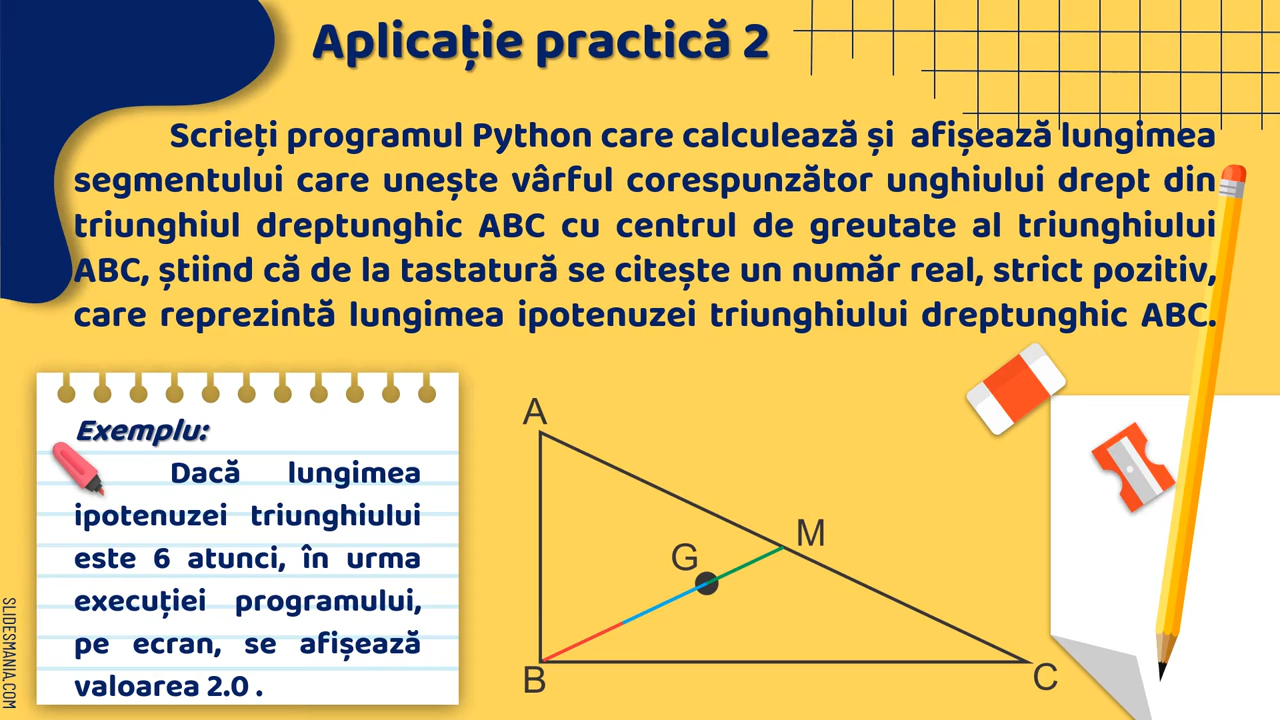 Aplicație practică 2
Scrieți programul Python care calculează și afișează lungimea
segmentului care unește vârful corespunzător unghiului drept din
triunghiul dreptunghic ABC cu centrul de greutate al triunghiului
ABC, știind că de la tastatură se citește un număr real, strict pozitiv,
care reprezintă lungimea ipotenuzei triunghiului dreptunghic ABC.
Exemplu:
Dacă lungimea
ipotenuzei triunghiului
este 6 atunci, în urma
execuției programului,
pe ecran, se afișează
valoarea 2.0 .
A
M
G
B
C
SLIDESMANIA.COM